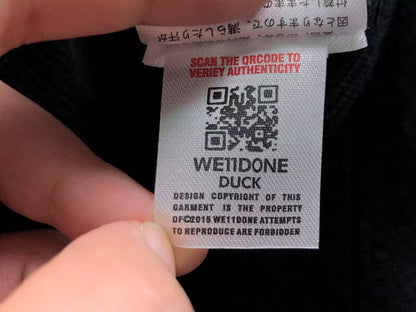 SCAN THE QRCODE TO
VERIEY AUTHENTICITY
WE11DONE
DUCK
DESIGN COPYRIGHT OF THIS
GARMENT IS THE PROPERTY
OF©2015 WE11DONE ATTEMPTS
TO REPRODUCE ARE FORBIDDEN